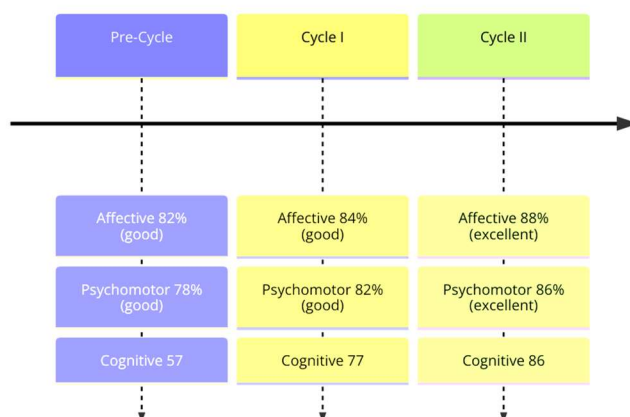 Pre-Cycle
Cycle I
Cycle II
Affective 82%
(good)
Affective 84%
(good)
Affective 88%
(excellent)
Psychomotor 78%
(good)
Psychomotor 82%
(good)
Psychomotor 86%
(excellent)
Cognitive 57
Cognitive 77
Cognitive 86